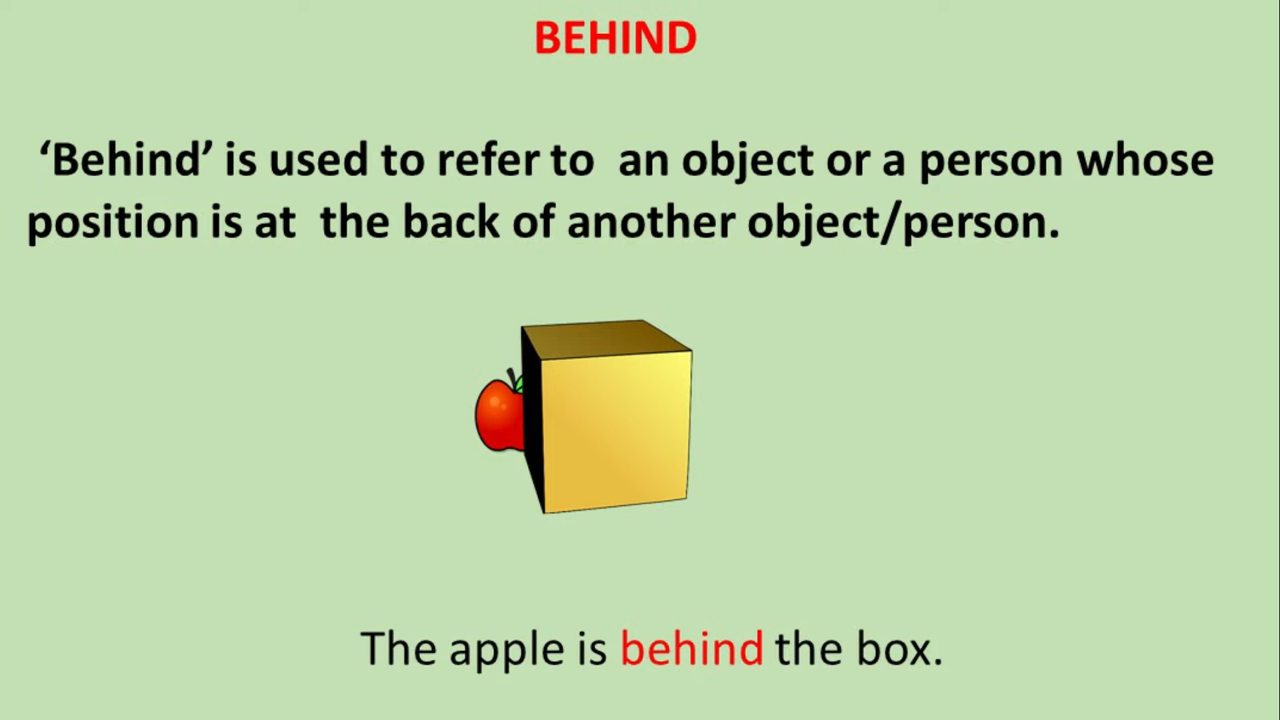 BEHIND
‘Behind’ is used to refer to  an object or a person whose
position is at  the back of another object/person.
The apple is behind the box.